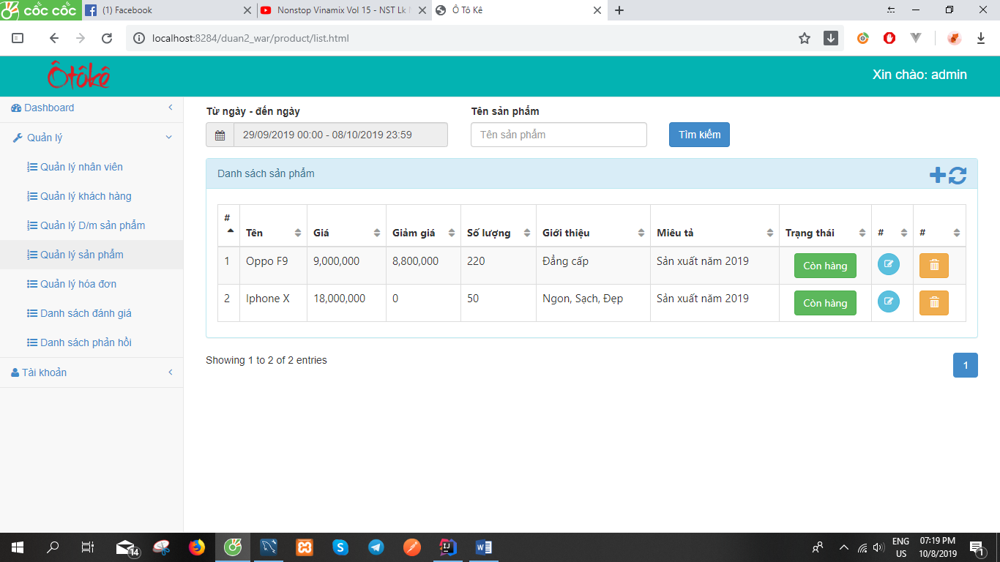 cốc cốc
(1) Facebook
Nonstop Vinamix Vol 15 - NST Lk
Ô Tô Kê
localhost:8284/duan2_war/product/list.html
Ôtôkê
Xin chào: admin
Dashboard
Quản lý
Quản lý nhân viên
Quản lý khách hàng
Quản lý D/m sản phẩm
Quản lý sản phẩm
Quản lý hóa đơn
Danh sách đánh giá
Danh sách phản hồi
Tài khoản
Từ ngày - đến ngày
Tên sản phẩm
29/09/2019 00:00 - 08/10/2019 23:59
Tên sản phẩm
Tìm kiếm
Danh sách sản phẩm
# Tên Giá Giảm giá Số lượng Giới thiệu Miêu tả Trạng thái # #
1 Oppo F9 9,000,000 8,800,000 220 Đẳng cấp Sản xuất năm 2019 Còn hàng
2 Iphone X 18,000,000 0 50 Ngon, Sạch, Đẹp Sản xuất năm 2019 Còn hàng
Showing 1 to 2 of 2 entries
1
14
ENG
US
07:19 PM
10/8/2019
1